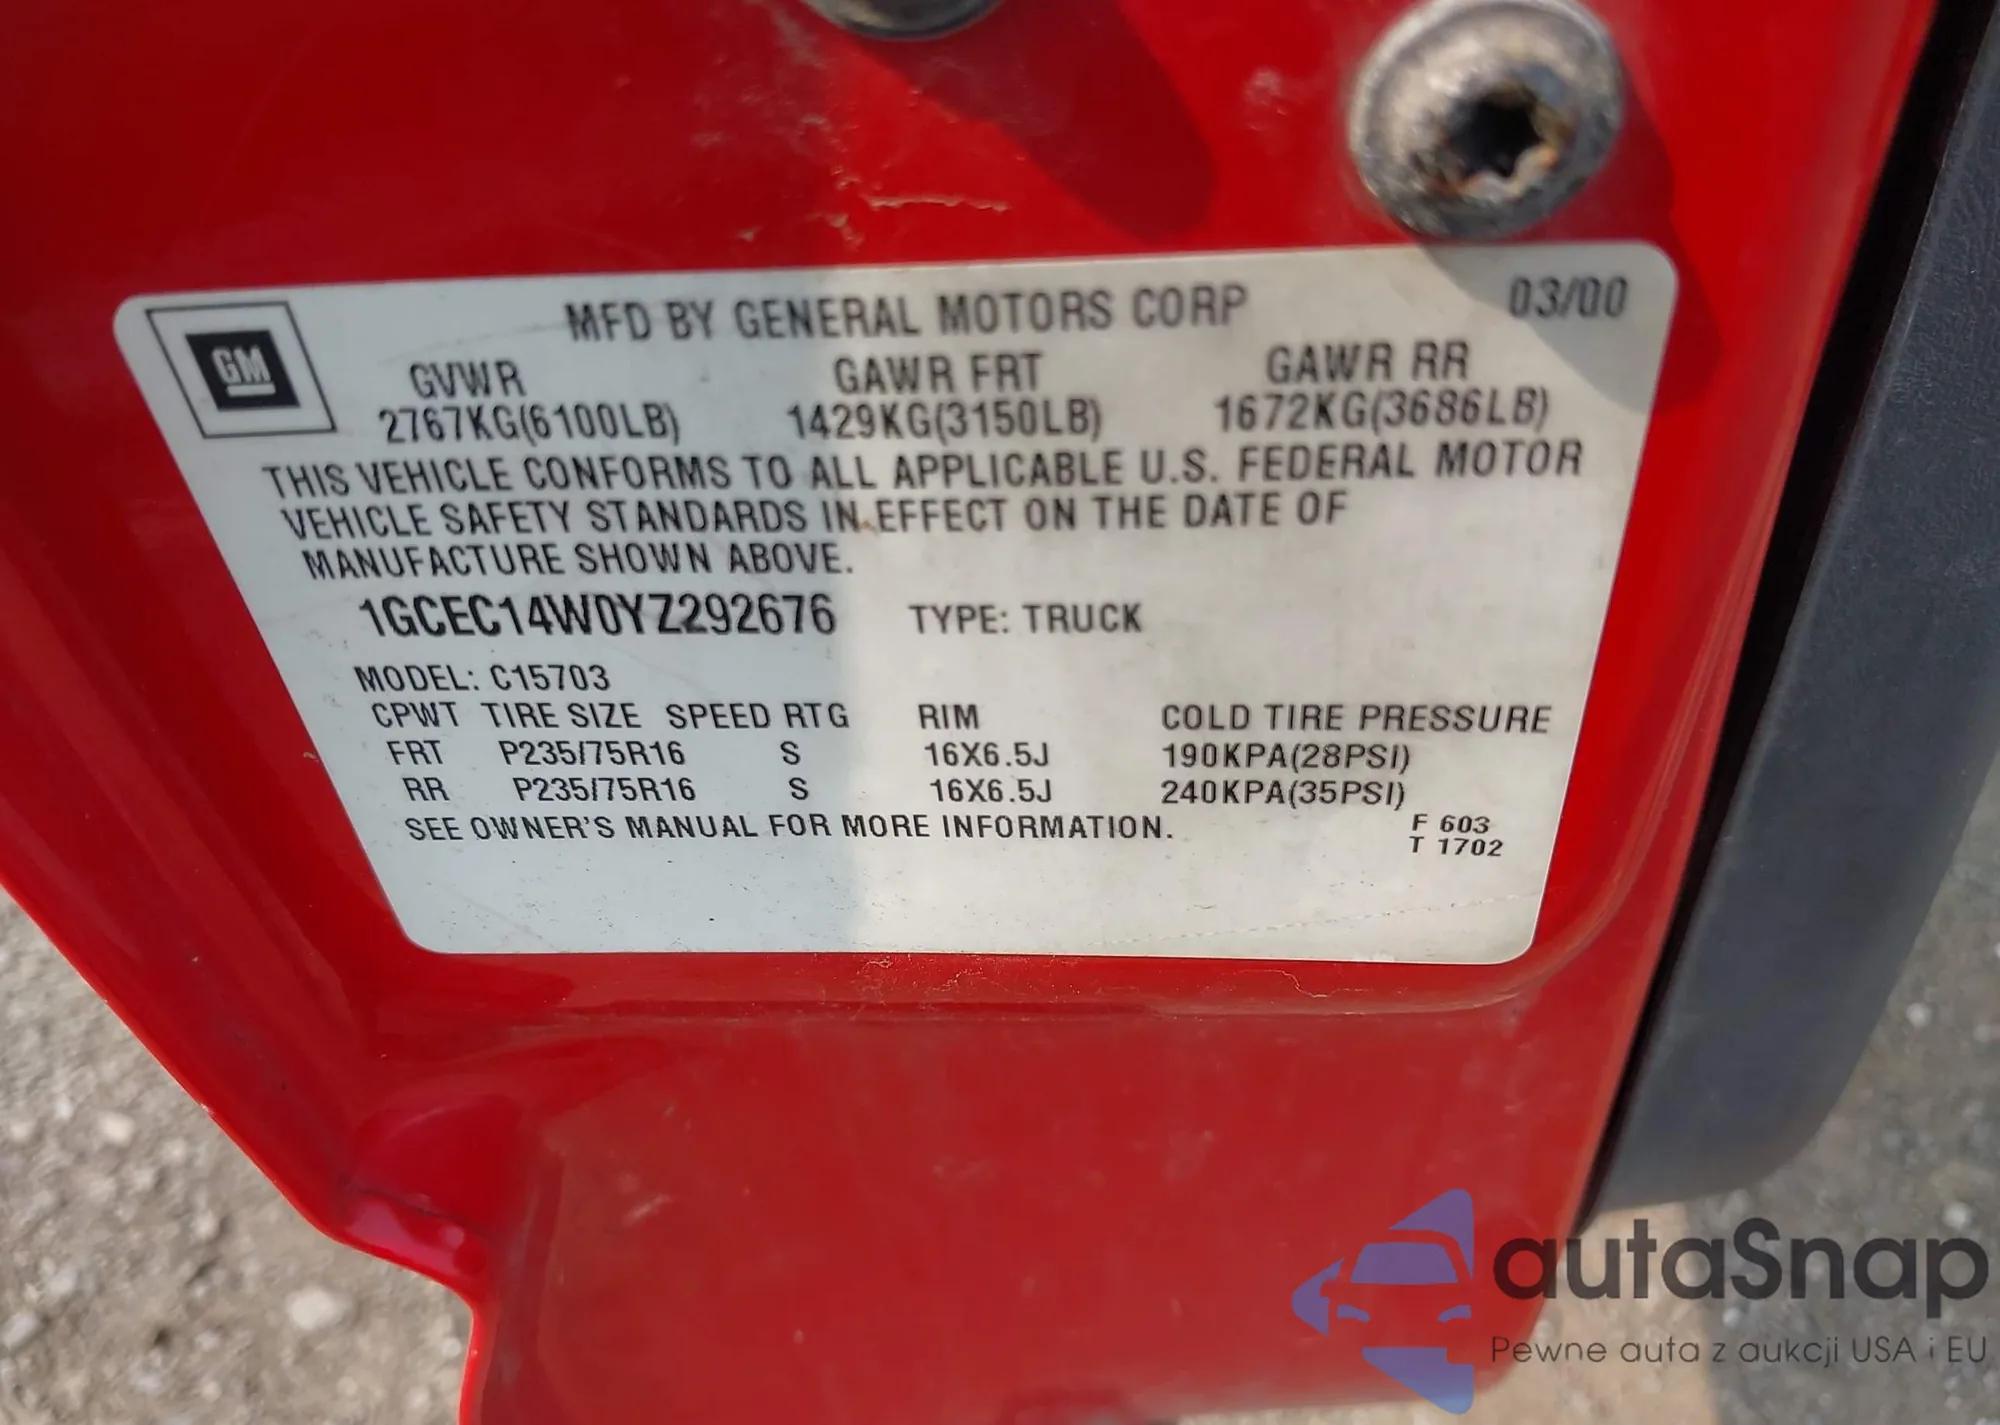 MFD BY GENERAL MOTORS CORP 03/00
GM
GVWR GAWR FRT GAWR RR
2767KG(6100LB) 1429KG(3150LB) 1672KG(3686LB)
THIS VEHICLE CONFORMS TO ALL APPLICABLE U.S. FEDERAL MOTOR
VEHICLE SAFETY STANDARDS IN EFFECT ON THE DATE OF
MANUFACTURE SHOWN ABOVE.
1GCEC14W0YZ292676 TYPE: TRUCK
MODEL: C15703
CPWT TIRE SIZE SPEED RTG RIM COLD TIRE PRESSURE
FRT P235/75R16 S 16X6.5J 190KPA(28PSI)
RR P235/75R16 S 16X6.5J 240KPA(35PSI)
SEE OWNER'S MANUAL FOR MORE INFORMATION. F 603
T 1702
autaSnap
Pewne auta z aukcji USA i EU